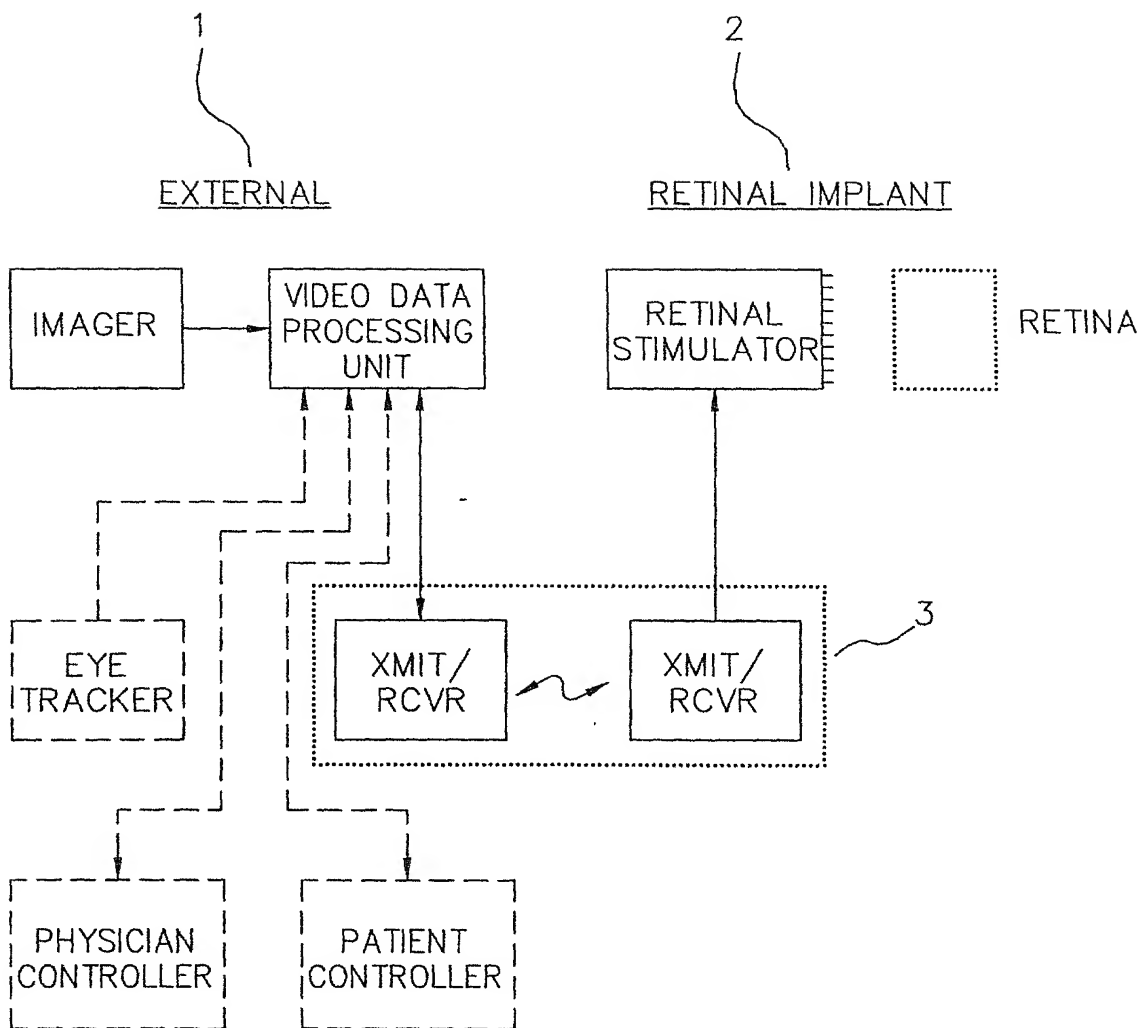 1
2
EXTERNAL
RETINAL IMPLANT
IMAGER
VIDEO DATA
PROCESSING
UNIT
RETINAL
STIMULATOR
RETINA
3
EYE
TRACKER
XMIT/
RCVR
XMIT/
RCVR
PHYSICIAN
CONTROLLER
PATIENT
CONTROLLER